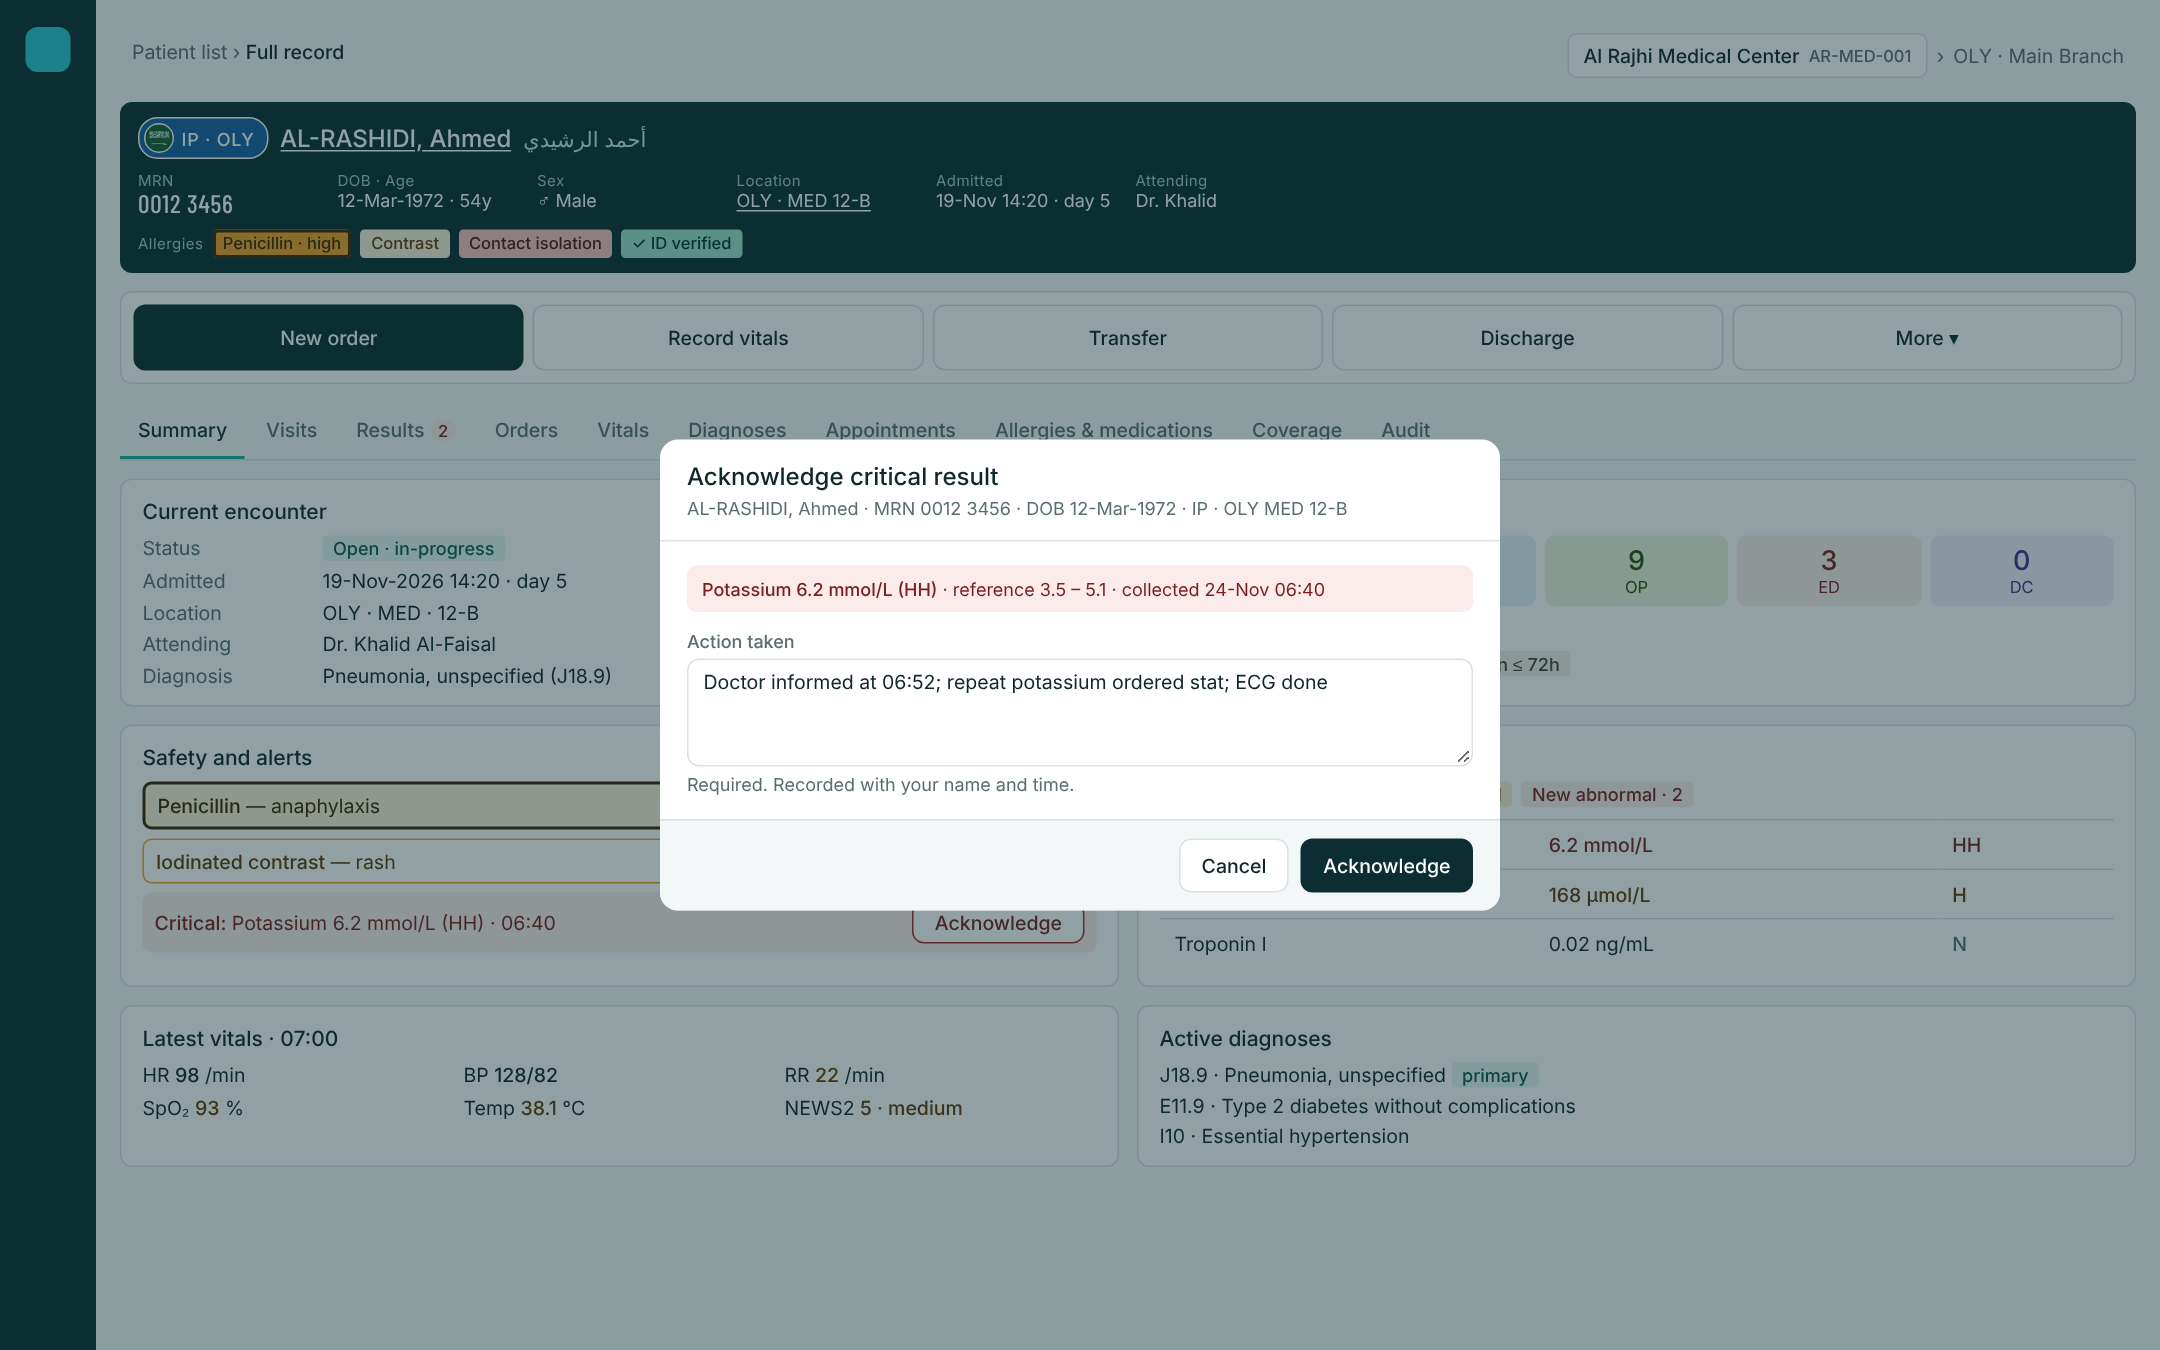 Patient list › Full record
Al Rajhi Medical Center AR-MED-001 › OLY · Main Branch
IP · OLY AL-RASHIDI, Ahmed أحمد الرشيدي
MRN DOB · Age Sex Location Admitted Attending
0012 3456 12-Mar-1972 · 54y ♂ Male OLY · MED 12-B 19-Nov 14:20 · day 5 Dr. Khalid
Allergies Penicillin · high Contrast Contact isolation ✓ ID verified
New order Record vitals Transfer Discharge More ▾
Summary Visits Results 2 Orders Vitals Diagnoses Appointments Allergies & medications Coverage Audit
Acknowledge critical result
AL-RASHIDI, Ahmed · MRN 0012 3456 · DOB 12-Mar-1972 · IP · OLY MED 12-B
Potassium 6.2 mmol/L (HH) · reference 3.5 – 5.1 · collected 24-Nov 06:40
Action taken
Doctor informed at 06:52; repeat potassium ordered stat; ECG done
Required. Recorded with your name and time.
Cancel Acknowledge
Current encounter
Status Open · in-progress
Admitted 19-Nov-2026 14:20 · day 5
Location OLY · MED · 12-B
Attending Dr. Khalid Al-Faisal
Diagnosis Pneumonia, unspecified (J18.9)
9 3 0
OP ED DC
≤ 72h
Safety and alerts
Penicillin — anaphylaxis
Iodinated contrast — rash
Critical: Potassium 6.2 mmol/L (HH) · 06:40 Acknowledge
New abnormal · 2
6.2 mmol/L HH
168 µmol/L H
Troponin I 0.02 ng/mL N
Latest vitals · 07:00
HR 98 /min BP 128/82 RR 22 /min
SpO₂ 93 % Temp 38.1 °C NEWS2 5 · medium
Active diagnoses
J18.9 · Pneumonia, unspecified primary
E11.9 · Type 2 diabetes without complications
I10 · Essential hypertension